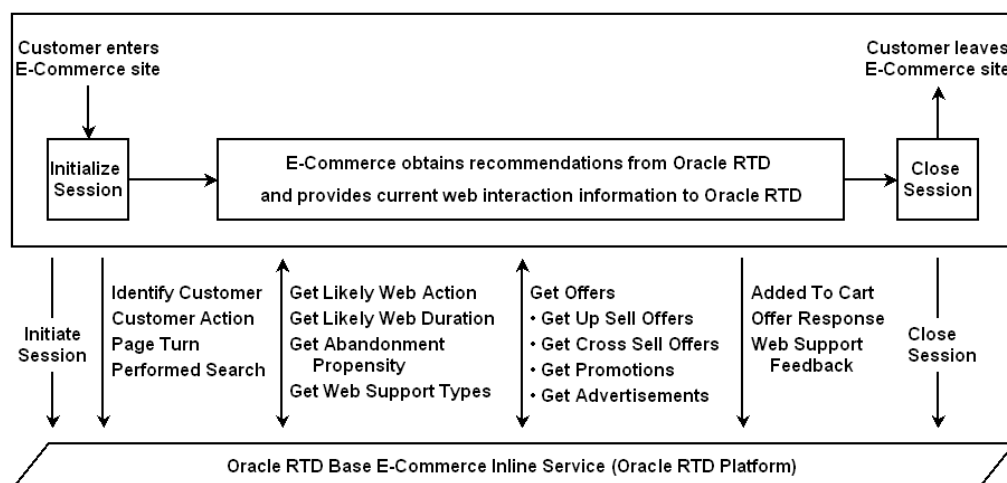 Customer enters
E-Commerce site
Customer leaves
E-Commerce site
Initialize
Session
E-Commerce obtains recommendations from Oracle RTD
and provides current web interaction information to Oracle RTD
Close
Session
Initiate
Session
Identify Customer
Customer Action
Page Turn
Performed Search
Get Likely Web Action
Get Likely Web Duration
Get Abandonment
Propensity
Get Web Support Types
Get Offers
• Get Up Sell Offers
• Get Cross Sell Offers
• Get Promotions
• Get Advertisements
Added To Cart
Offer Response
Web Support
Feedback
Close
Session
Oracle RTD Base E-Commerce Inline Service (Oracle RTD Platform)